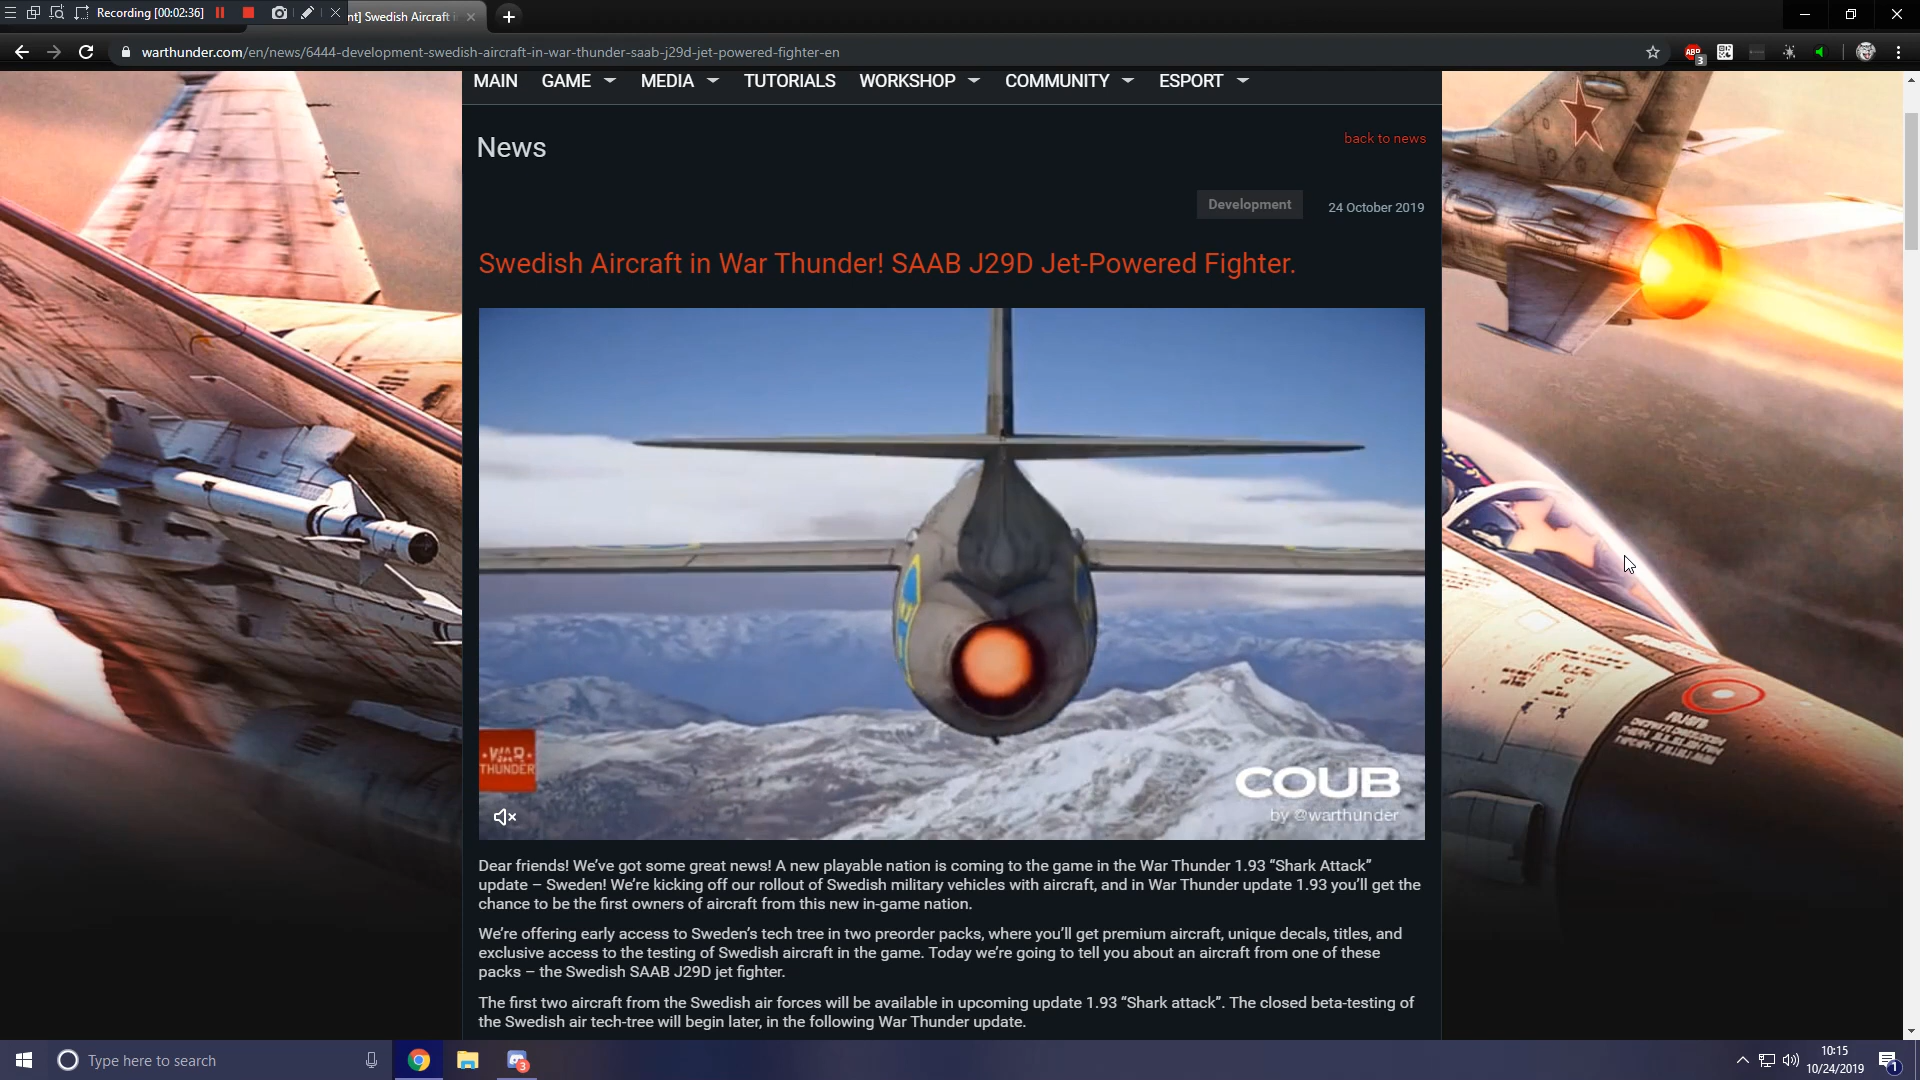 Recording [00:02:36]
nt] Swedish Aircraft i
warthunder.com/en/news/6444-development-swedish-aircraft-in-war-thunder-saab-j29d-jet-powered-fighter-en
ABP
3
MAIN GAME MEDIA TUTORIALS WORKSHOP COMMUNITY ESPORT
News
back to news
Development
24 October 2019
Swedish Aircraft in War Thunder! SAAB J29D Jet-Powered Fighter.
WAR
THUNDER
COUB
by @warthunder
Dear friends! We’ve got some great news! A new playable nation is coming to the game in the War Thunder 1.93 “Shark Attack”
update – Sweden! We’re kicking off our rollout of Swedish military vehicles with aircraft, and in War Thunder update 1.93 you’ll get the
chance to be the first owners of aircraft from this new in-game nation.
We’re offering early access to Sweden’s tech tree in two preorder packs, where you’ll get premium aircraft, unique decals, titles, and
exclusive access to the testing of Swedish aircraft in the game. Today we’re going to tell you about an aircraft from one of these
packs – the Swedish SAAB J29D jet fighter.
The first two aircraft from the Swedish air forces will be available in upcoming update 1.93 “Shark attack”. The closed beta-testing of
the Swedish air tech-tree will begin later, in the following War Thunder update.
Type here to search
3
10:15
10/24/2019
1